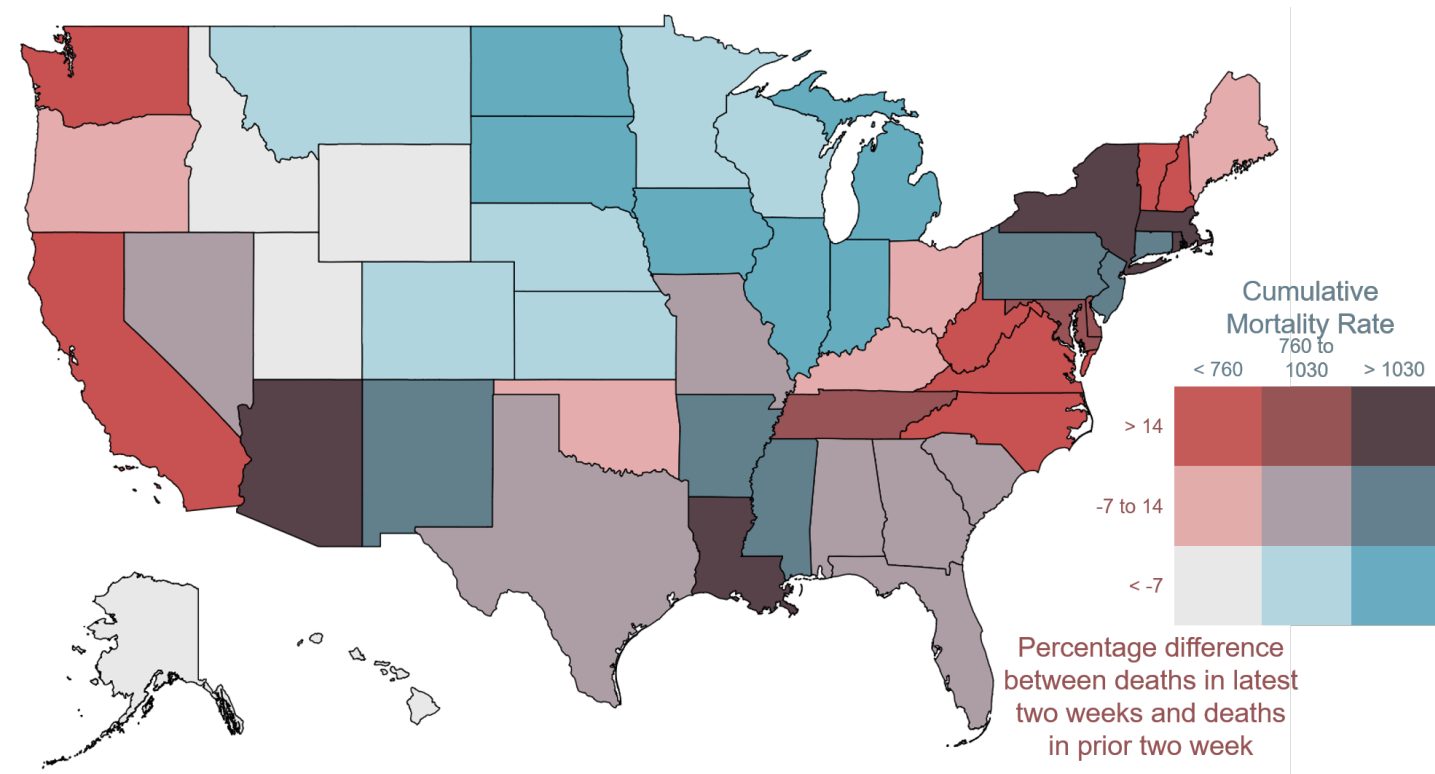 Cumulative
Mortality Rate
< 760
760 to
1030
> 1030
> 14
-7 to 14
< -7
Percentage difference
between deaths in latest
two weeks and deaths
in prior two week